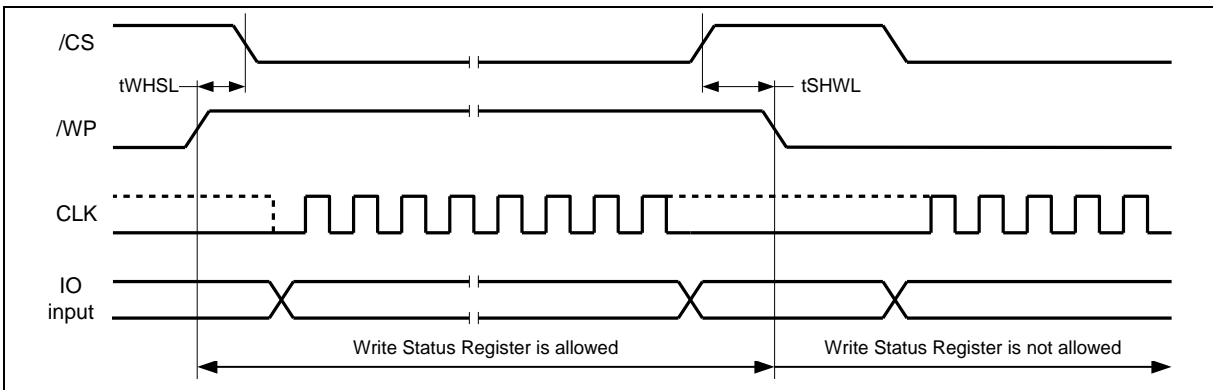 /CS
tWHSL
tSHWL
/WP
CLK
IO
input
Write Status Register is allowed
Write Status Register is not allowed